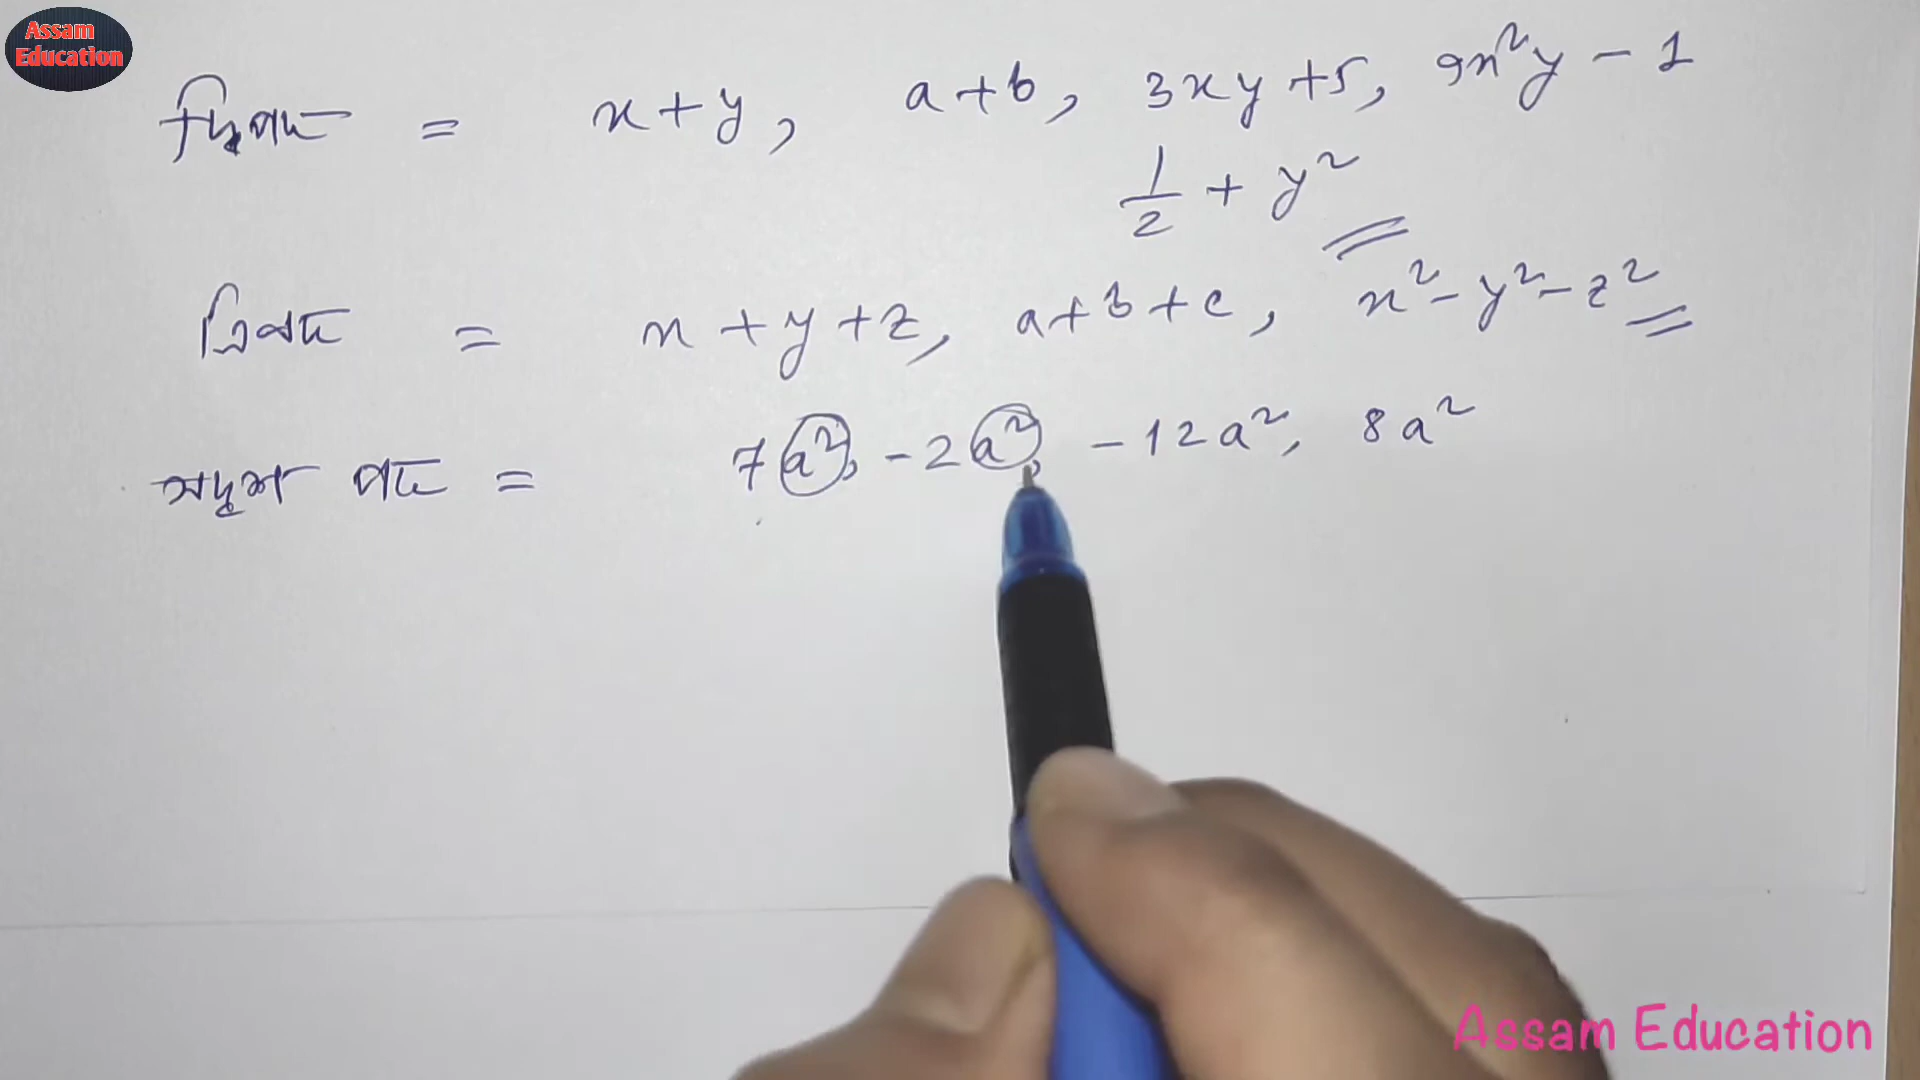 Assam
Education
দ্বিপদ = x + y, a + b, 3xy + 5, 9x²y - 1
1/2 + y²
ত্ৰিপদ = x + y + z, a + b + c, x² - y² - z²
সদৃশ পদ = 7a², -2a², -12a², 8a²
Assam Education